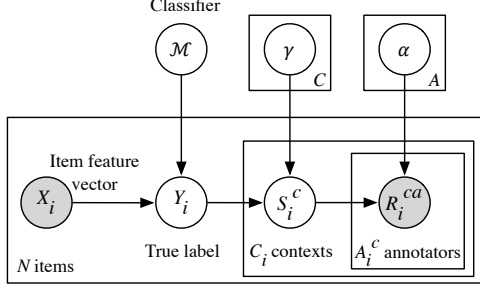 Classifier
ℳ
γ
C
α
A
Item feature
vector
X_i
Y_i
S_i^c
R_i^{ca}
True label
C_i contexts
A_i^c annotators
N items